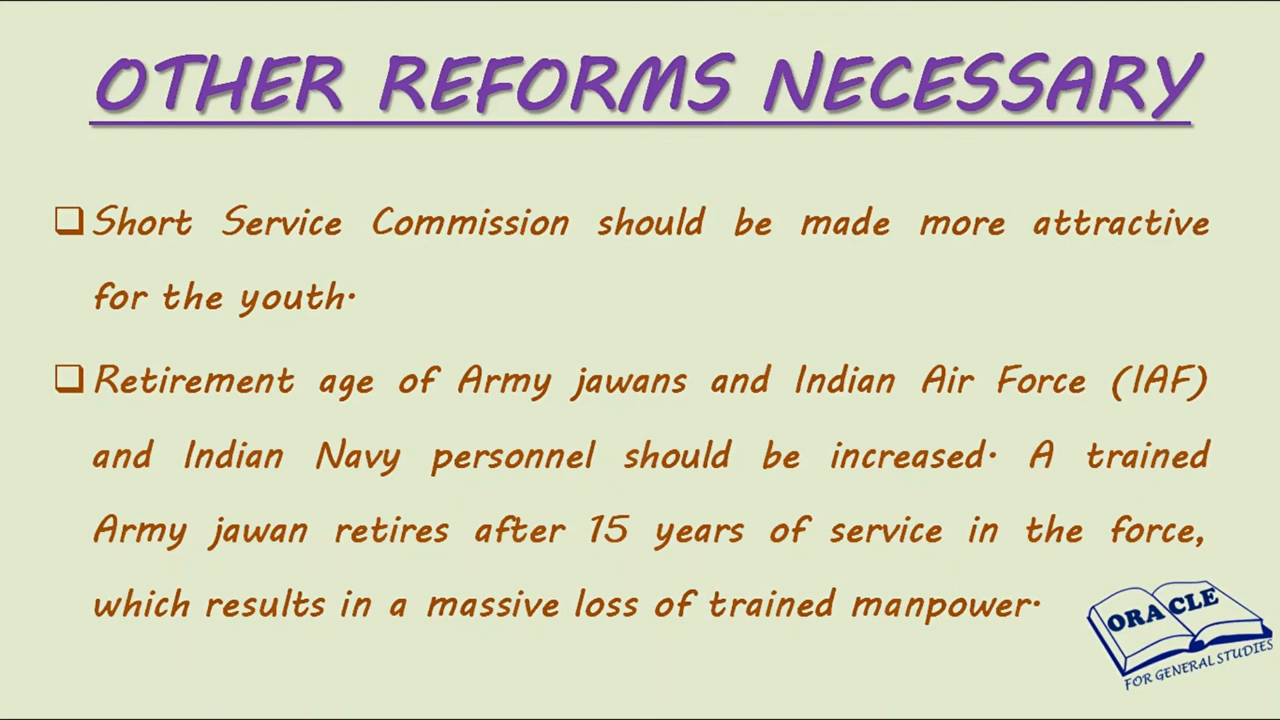 OTHER REFORMS NECESSARY
Short Service Commission should be made more attractive
for the youth.
Retirement age of Army jawans and Indian Air Force (IAF)
and Indian Navy personnel should be increased. A trained
Army jawan retires after 15 years of service in the force,
which results in a massive loss of trained manpower.
ORACLE
FOR GENERAL STUDIES